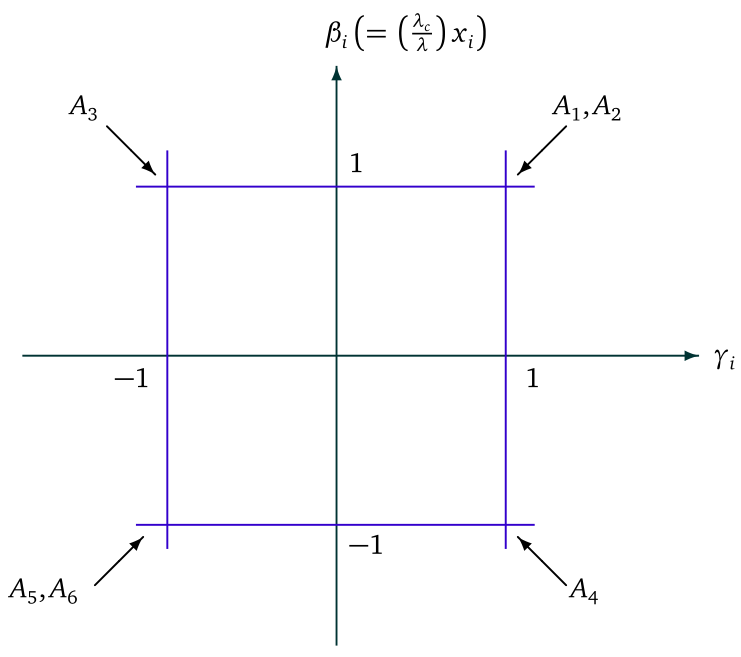 β_i (= (λ_c/λ) x_i)
A_3
A_1, A_2
1
−1
1
γ_i
−1
A_5, A_6
A_4